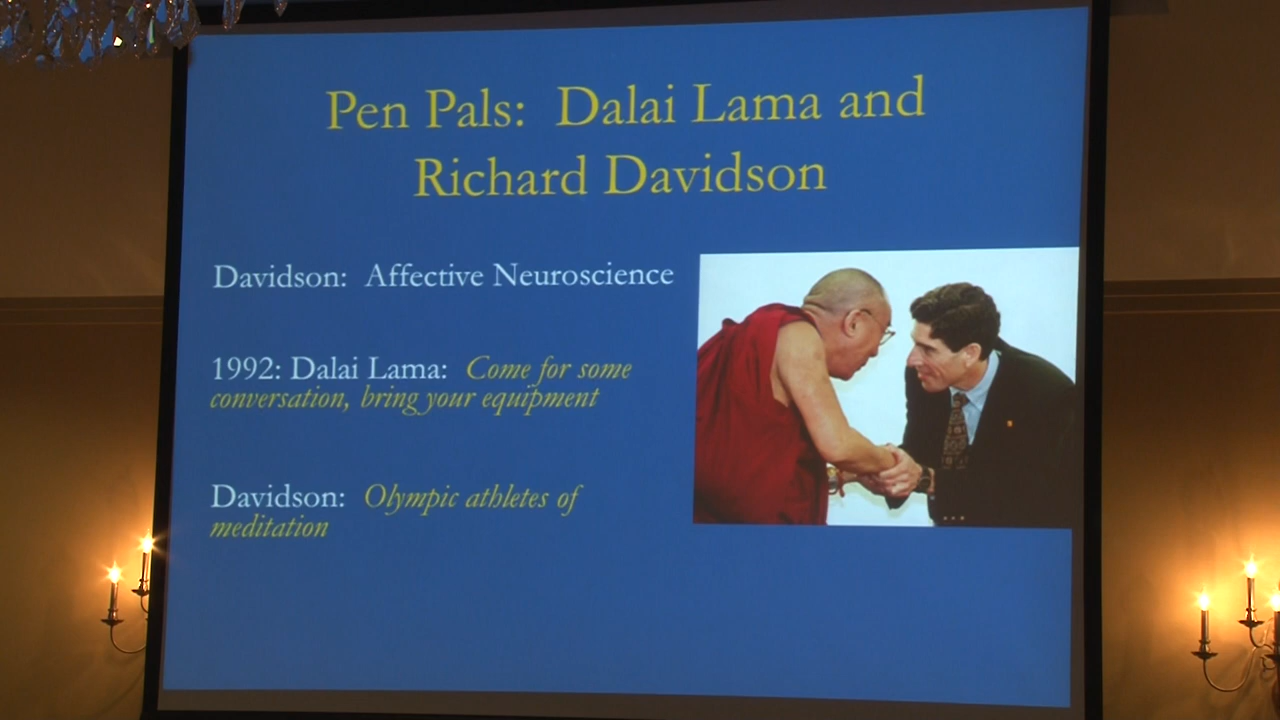 Pen Pals: Dalai Lama and
Richard Davidson
Davidson: Affective Neuroscience
1992: Dalai Lama: Come for some
conversation, bring your equipment
Davidson: Olympic athletes of
meditation